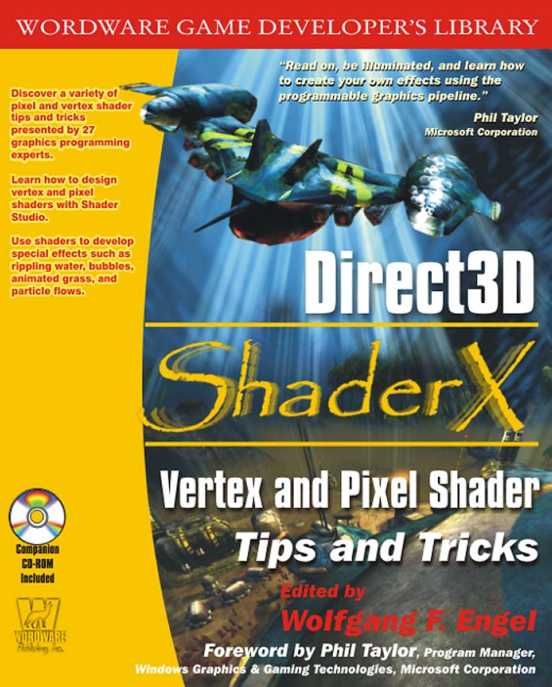 WORDWARE GAME DEVELOPER'S LIBRARY
"Read on, be illuminated, and learn how
to create your own effects using the
programmable graphics pipeline."
Phil Taylor
Microsoft Corporation
Discover a variety of
pixel and vertex shader
tips and tricks
presented by 27
graphics programming
experts.
Learn how to design
vertex and pixel
shaders with Shader
Studio.
Use shaders to develop
special effects such as
rippling water, bubbles,
animated grass, and
particle flows.
Direct3D
ShaderX
Vertex and Pixel Shader
Tips and Tricks
Companion
CD-ROM
Included
Edited by
Wolfgang F. Engel
WORDWARE
Publishing, Inc.
Foreword by Phil Taylor, Program Manager,
Windows Graphics & Gaming Technologies, Microsoft Corporation